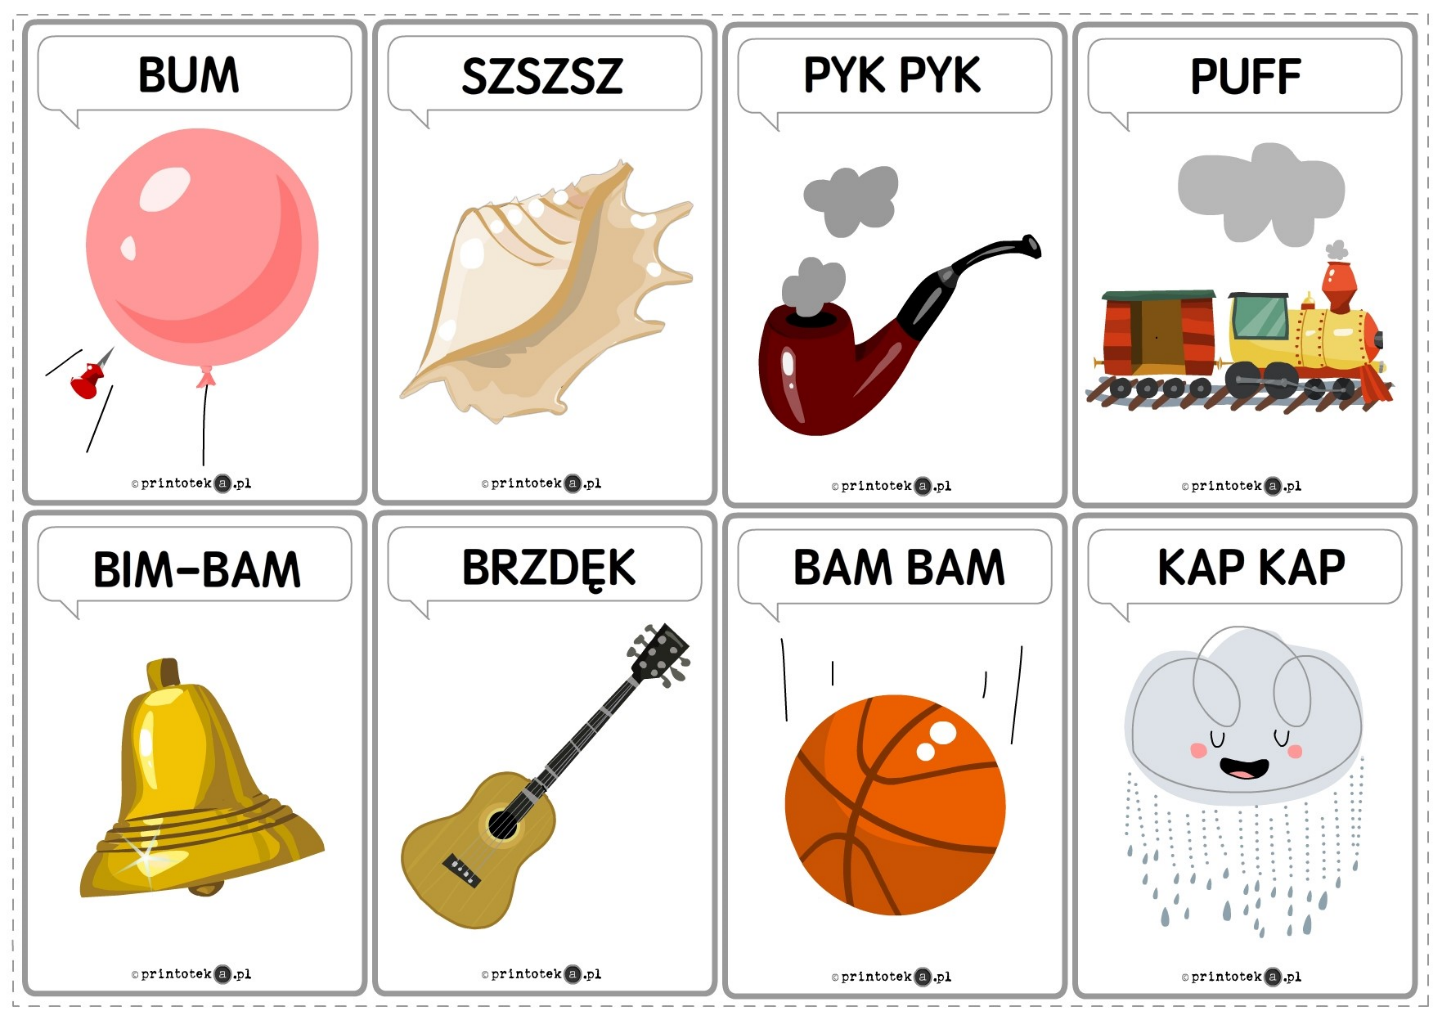 BUM
SZSZSZ
PYK PYK
PUFF
© printoteka.pl
© printoteka.pl
© printoteka.pl
© printoteka.pl
BIM-BAM
BRZDĘK
BAM BAM
KAP KAP
© printoteka.pl
© printoteka.pl
© printoteka.pl
© printoteka.pl